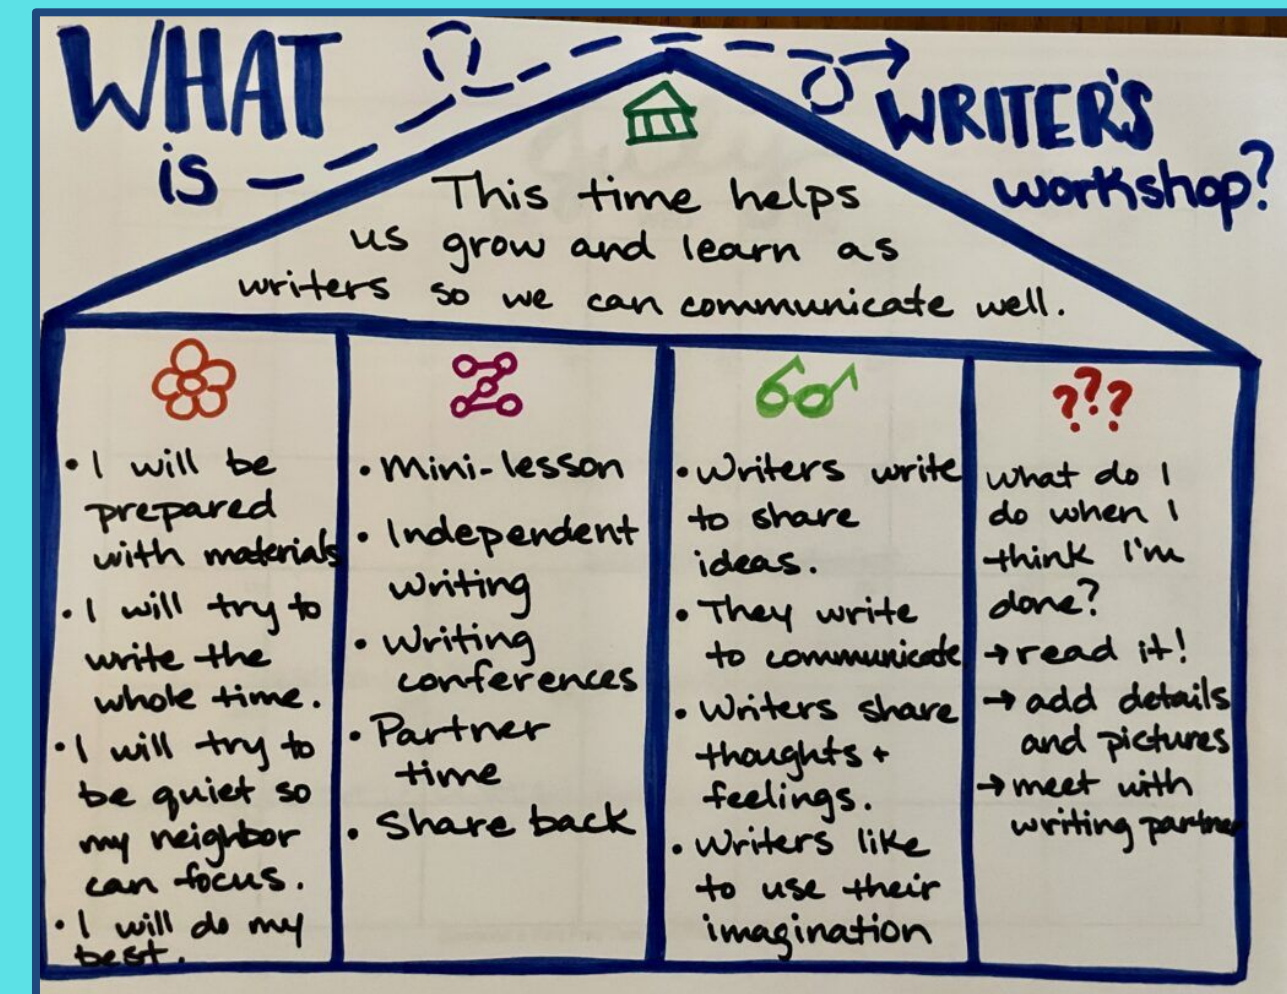 WHAT
is
WRITER'S
workshop?
This time helps
us grow and learn as
writers so we can communicate well.
• I will be
prepared
with materials
• I will try to
write the
whole time.
• I will try to
be quiet so
my neighbor
can focus.
• I will do my
best.
• Mini-lesson
• Independent
writing
• Writing
conferences
• Partner
time
• Share back
• Writers write
to share
ideas.
• They write
to communicate
• Writers share
thoughts +
feelings.
• Writers like
to use their
imagination
???
What do I
do when I
think I'm
done?
→ read it!
→ add details
and pictures
→ meet with
writing partner